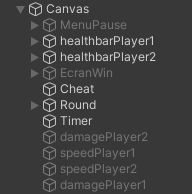 Canvas
MenuPause
healthbarPlayer1
healthbarPlayer2
EcranWin
Cheat
Round
Timer
damagePlayer2
speedPlayer1
speedPlayer2
damagePlayer1